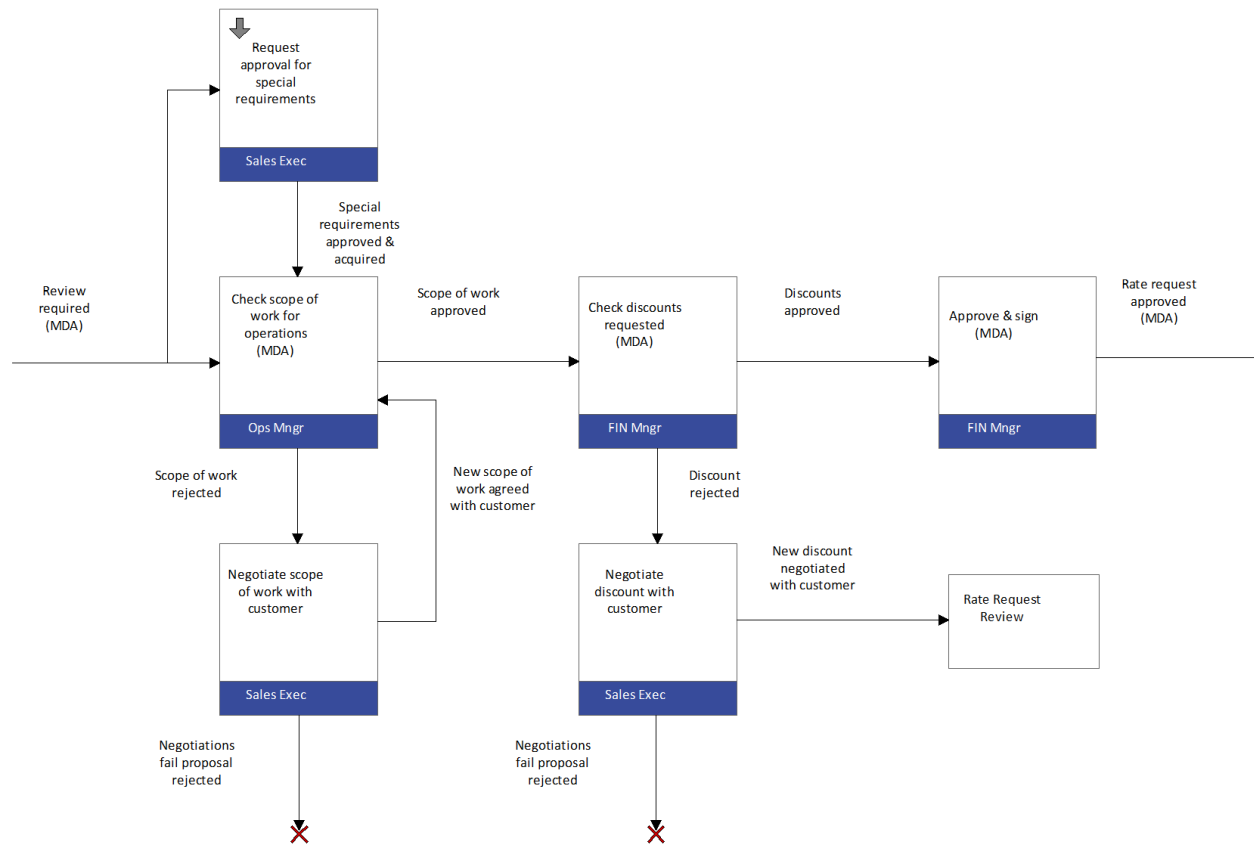 Request
approval for
special
requirements
Sales Exec
Special
requirements
approved &
acquired
Review
required
(MDA)
Check scope of
work for
operations
(MDA)
Ops Mngr
Scope of work
approved
Check discounts
requested
(MDA)
FIN Mngr
Discounts
approved
Approve & sign
(MDA)
FIN Mngr
Rate request
approved
(MDA)
Scope of work
rejected
New scope of
work agreed
with customer
Discount
rejected
Negotiate scope
of work with
customer
Sales Exec
Negotiate
discount with
customer
Sales Exec
New discount
negotiated
with customer
Rate Request
Review
Negotiations
fail proposal
rejected
Negotiations
fail proposal
rejected